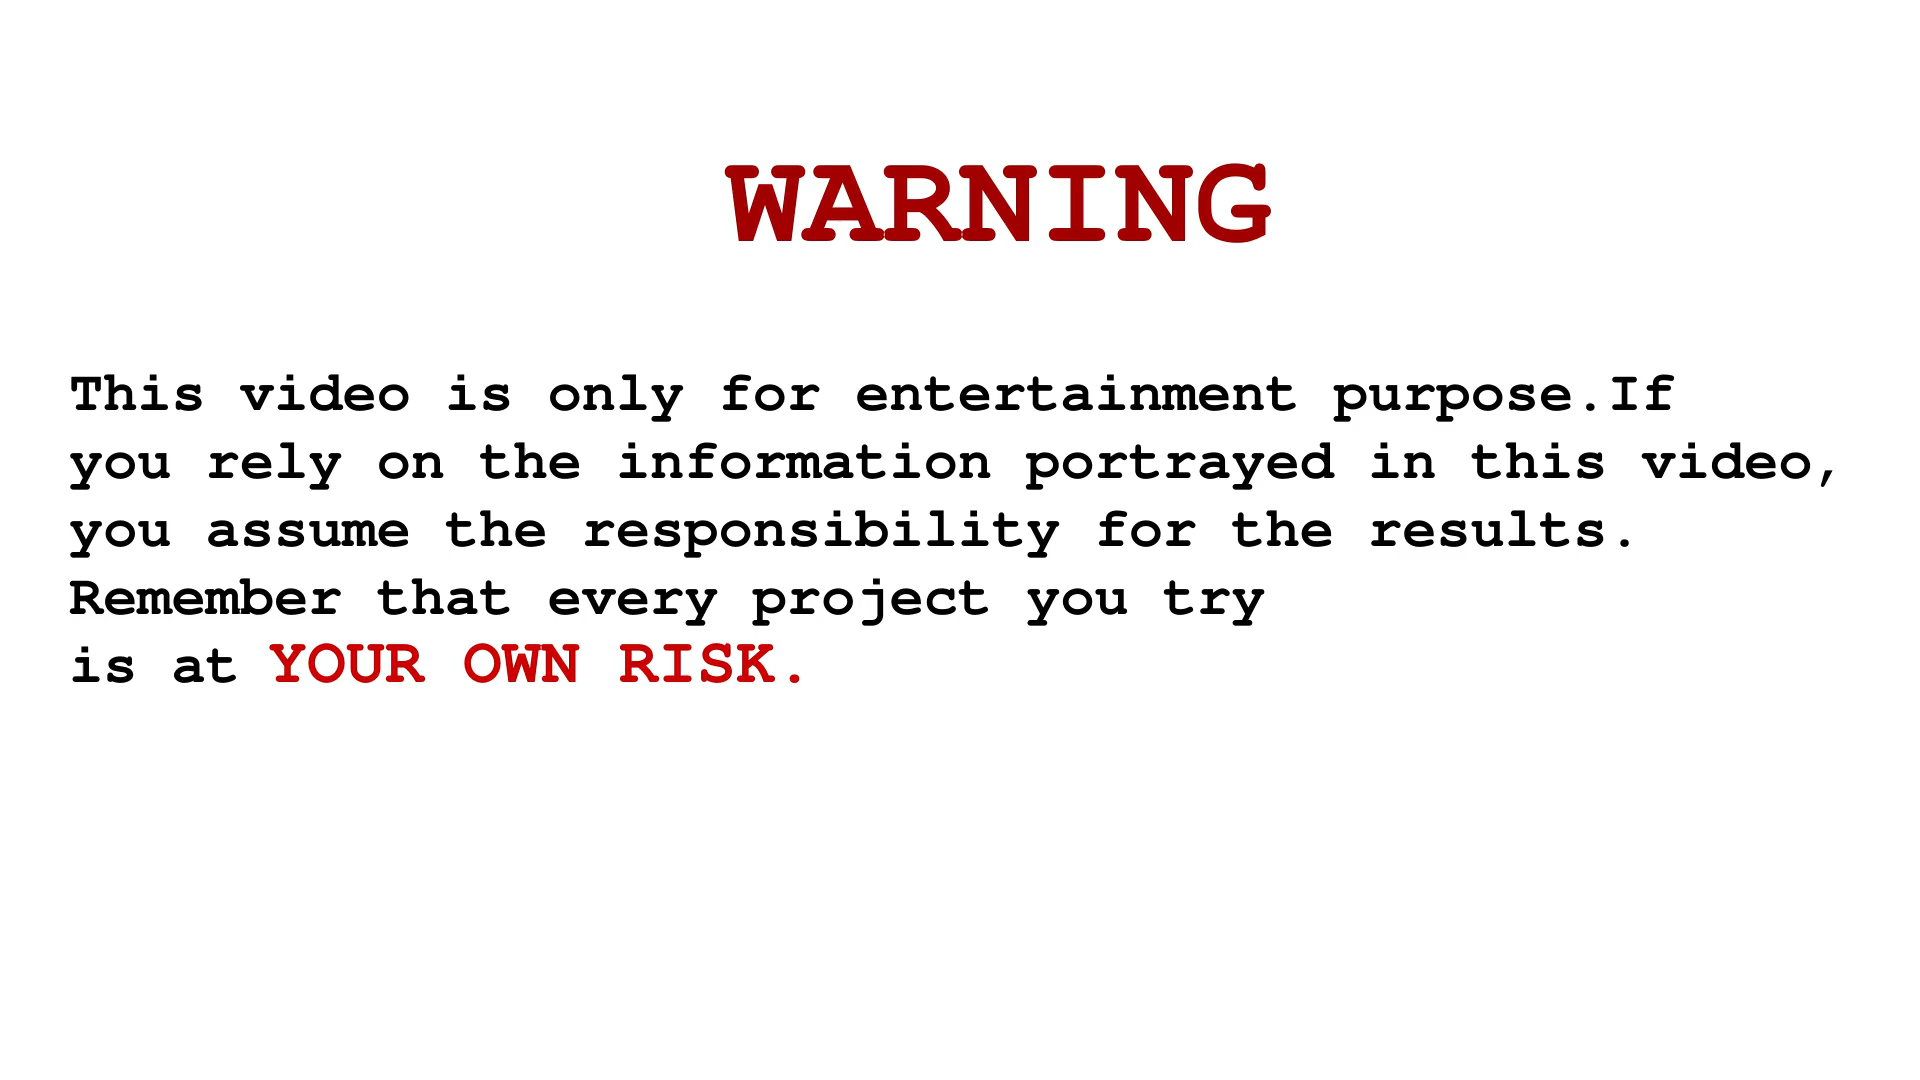 WARNING
This video is only for entertainment purpose.If
you rely on the information portrayed in this video,
you assume the responsibility for the results.
Remember that every project you try
is at YOUR OWN RISK.